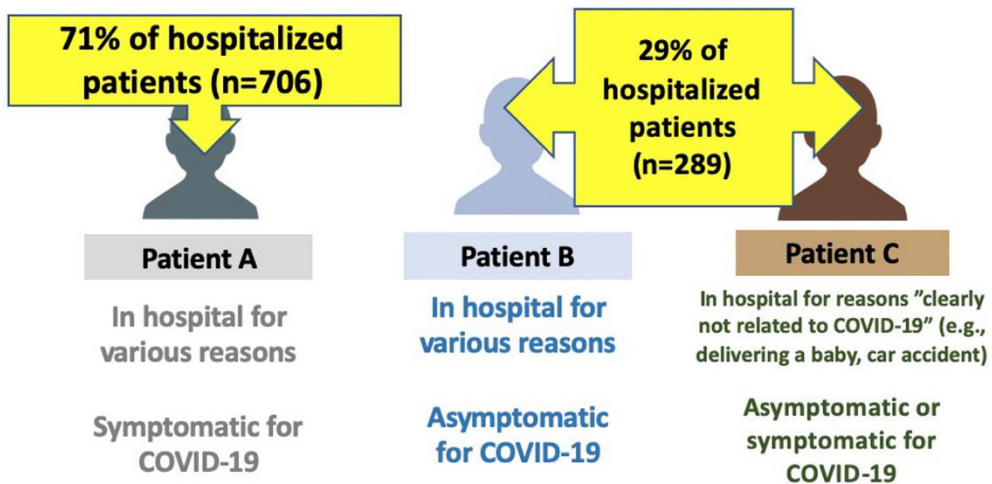 71% of hospitalized
patients (n=706)
29% of
hospitalized
patients
(n=289)
Patient A
In hospital for
various reasons
Symptomatic for
COVID-19
Patient B
In hospital for
various reasons
Asymptomatic
for COVID-19
Patient C
In hospital for reasons ”clearly
not related to COVID-19” (e.g.,
delivering a baby, car accident)
Asymptomatic or
symptomatic for
COVID-19